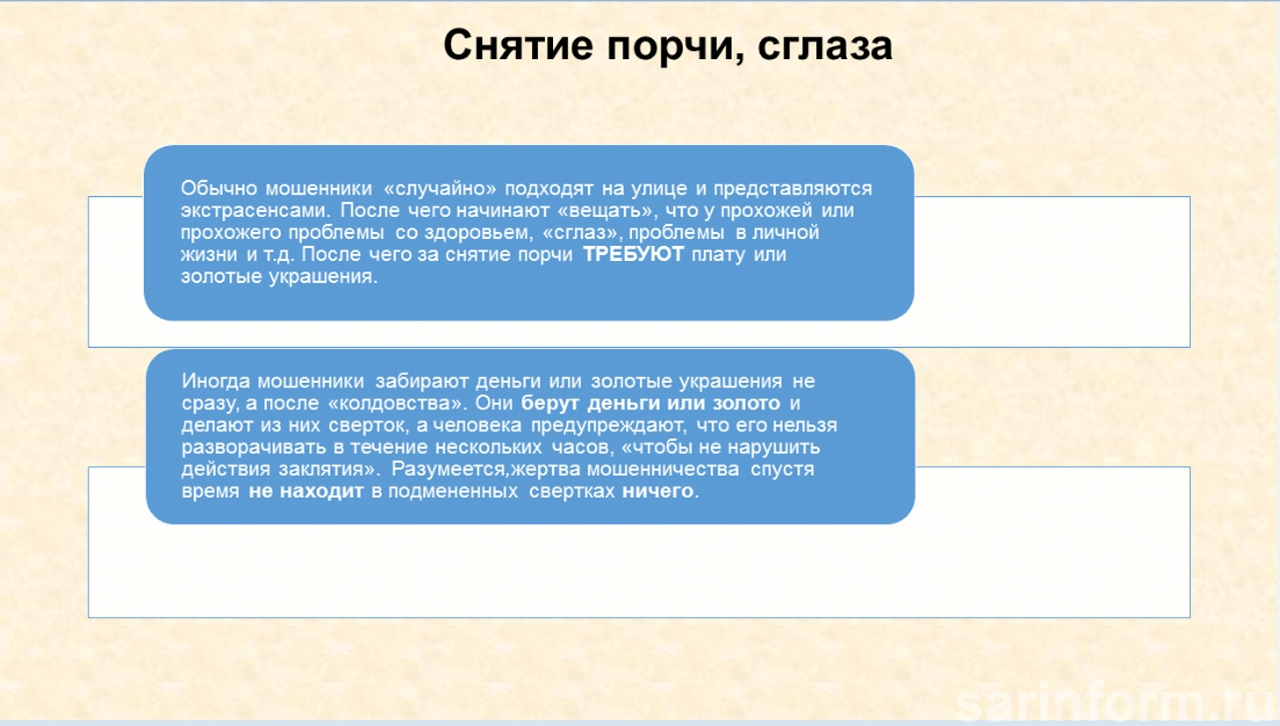 Снятие порчи, сглаза
Обычно мошенники «случайно» подходят на улице и представляются
экстрасенсами. После чего начинают «вещать», что у прохожей или
прохожего проблемы со здоровьем, «сглаз», проблемы в личной
жизни и т.д. После чего за снятие порчи ТРЕБУЮТ плату или
золотые украшения.
Иногда мошенники забирают деньги или золотые украшения не
сразу, а после «колдовства». Они берут деньги или золото и
делают из них сверток, а человека предупреждают, что его нельзя
разворачивать в течение нескольких часов, «чтобы не нарушить
действия заклятия». Разумеется,жертва мошенничества спустя
время не находит в подмененных свертках ничего.
sarinform.ru